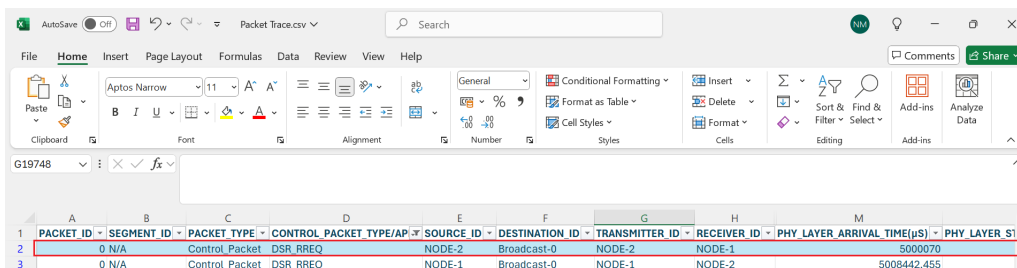 AutoSave Off Packet Trace.csv Search NM
File Home Insert Page Layout Formulas Data Review View Help Comments Share
Paste Aptos Narrow 11 A A ab General Conditional Formatting Insert Sort & Find & Add-ins Analyze
B I U A % 9 Format as Table Delete Filter Select Data
.00 .00 Cell Styles Format
Clipboard Font Alignment Number Styles Cells Editing Add-ins
G19748 fx
A B C D E F G H M
1 PACKET_ID SEGMENT_ID PACKET_TYPE CONTROL_PACKET_TYPE/AP SOURCE_ID DESTINATION_ID TRANSMITTER_ID RECEIVER_ID PHY_LAYER_ARRIVAL_TIME(μS) PHY_LAYER_ST
2 0 N/A Control_Packet DSR_RREQ NODE-2 Broadcast-0 NODE-2 NODE-1 5000070
3 0 N/A Control_Packet DSR_RREQ NODE-1 Broadcast-0 NODE-1 NODE-2 5008442.455